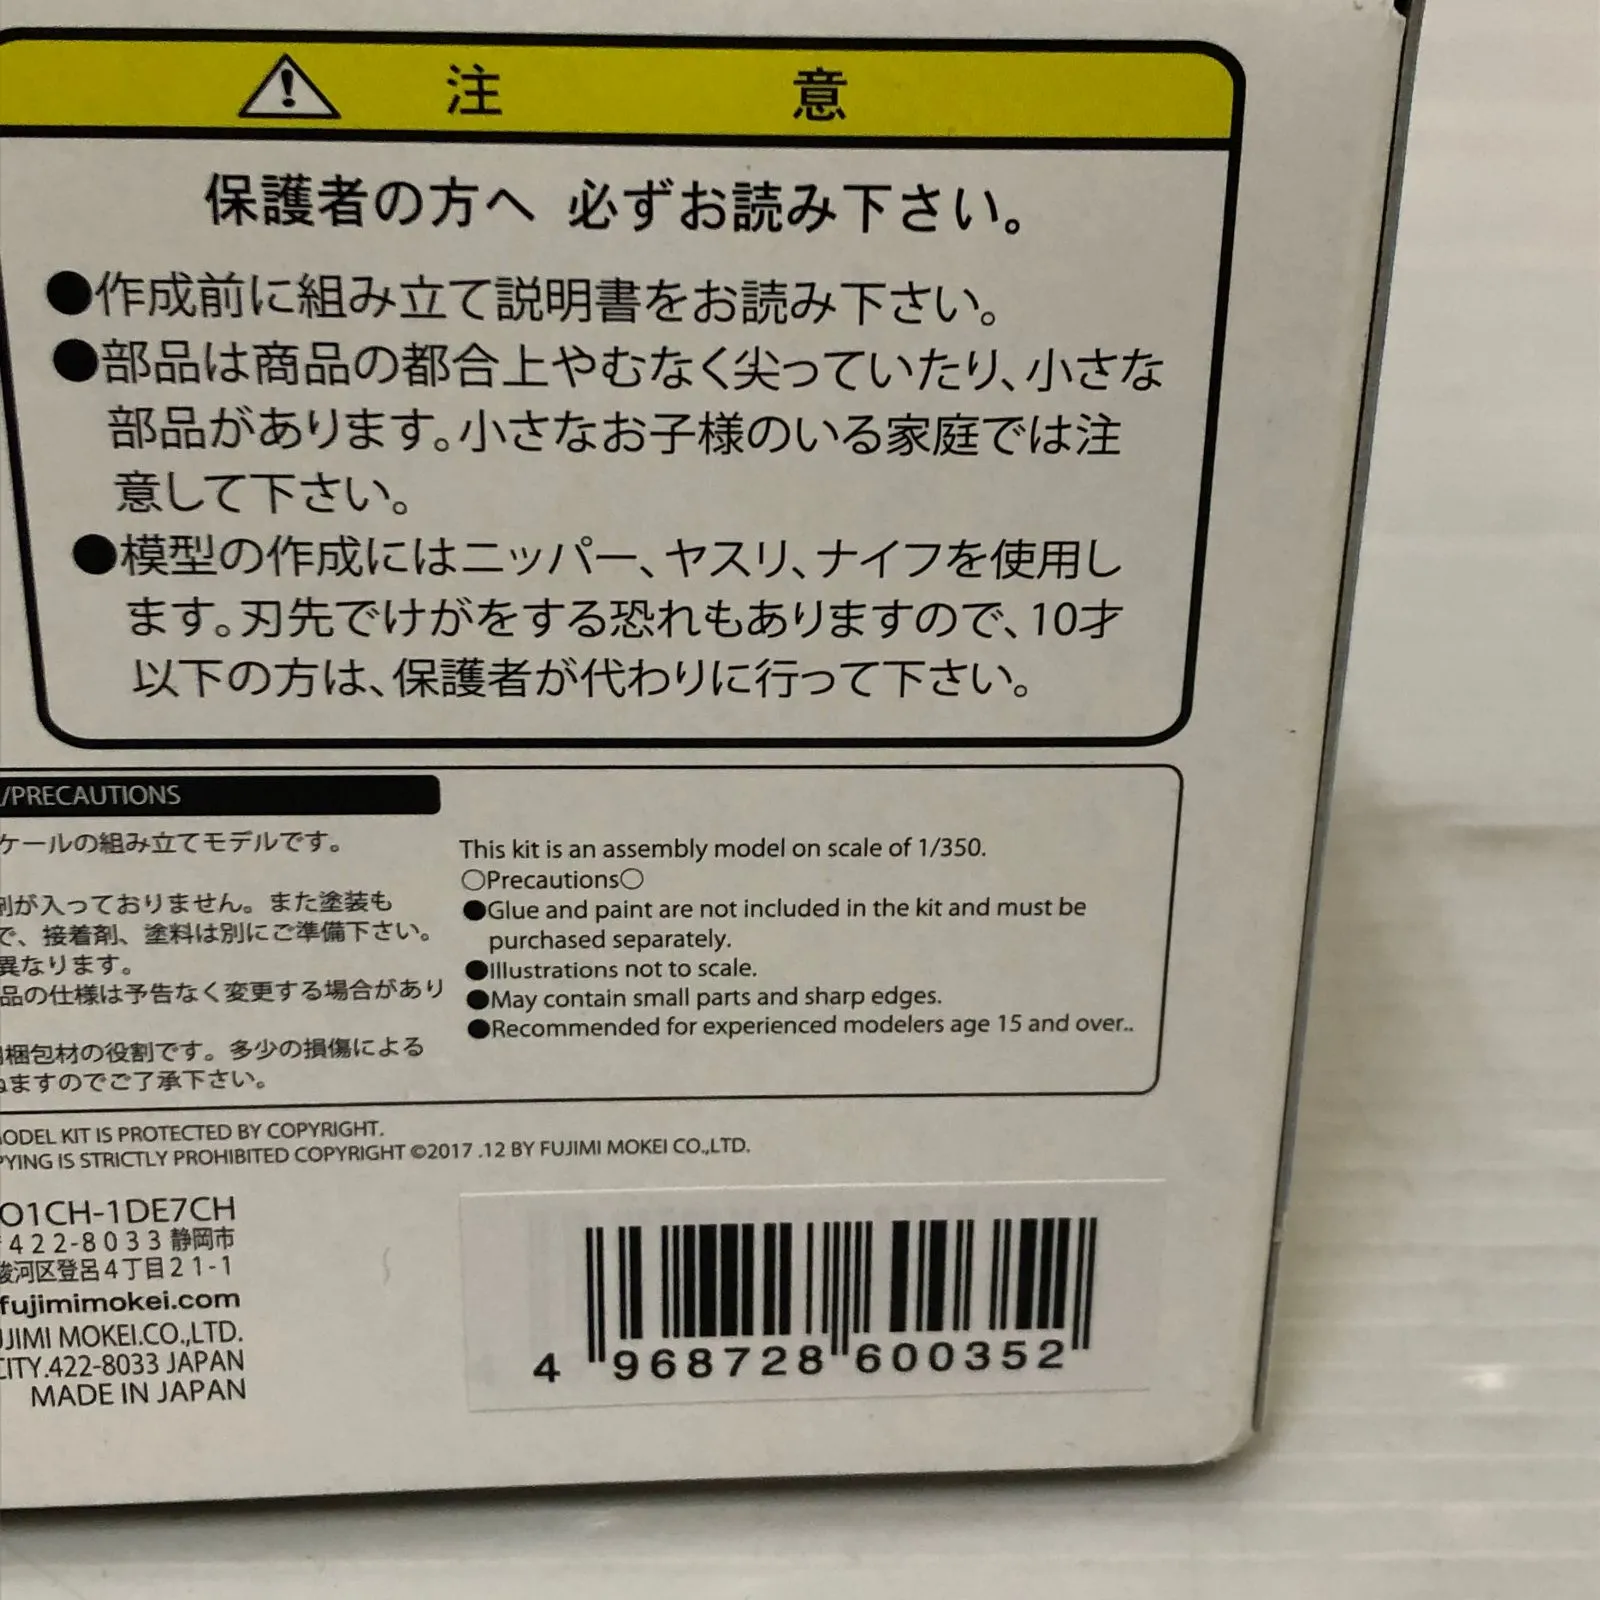 注 意
保護者の方へ 必ずお読み下さい。
●作成前に組み立て説明書をお読み下さい。
●部品は商品の都合上やむなく尖っていたり、小さな
部品があります。小さなお子様のいる家庭では注
意して下さい。
●模型の作成にはニッパー、ヤスリ、ナイフを使用し
ます。刃先でけがをする恐れもありますので、10才
以下の方は、保護者が代わりに行って下さい。
/PRECAUTIONS
ケールの組み立てモデルです。
剤が入っておりません。また塗装も
で、接着剤、塗料は別にご準備下さい。
異なります。
品の仕様は予告なく変更する場合があり
梱包材の役割です。多少の損傷による
ねますのでご了承下さい。
This kit is an assembly model on scale of 1/350.
○Precautions○
●Glue and paint are not included in the kit and must be
purchased separately.
●Illustrations not to scale.
●May contain small parts and sharp edges.
●Recommended for experienced modelers age 15 and over..
MODEL KIT IS PROTECTED BY COPYRIGHT.
PYING IS STRICTLY PROHIBITED COPYRIGHT ©2017 .12 BY FUJIMI MOKEI CO.,LTD.
O1CH-1DE7CH
422-8033 静岡市
駿河区登呂4丁目21-1
fujimimokei.com
JIMI MOKEI.CO.,LTD.
CITY.422-8033 JAPAN
MADE IN JAPAN
4 968728 600352